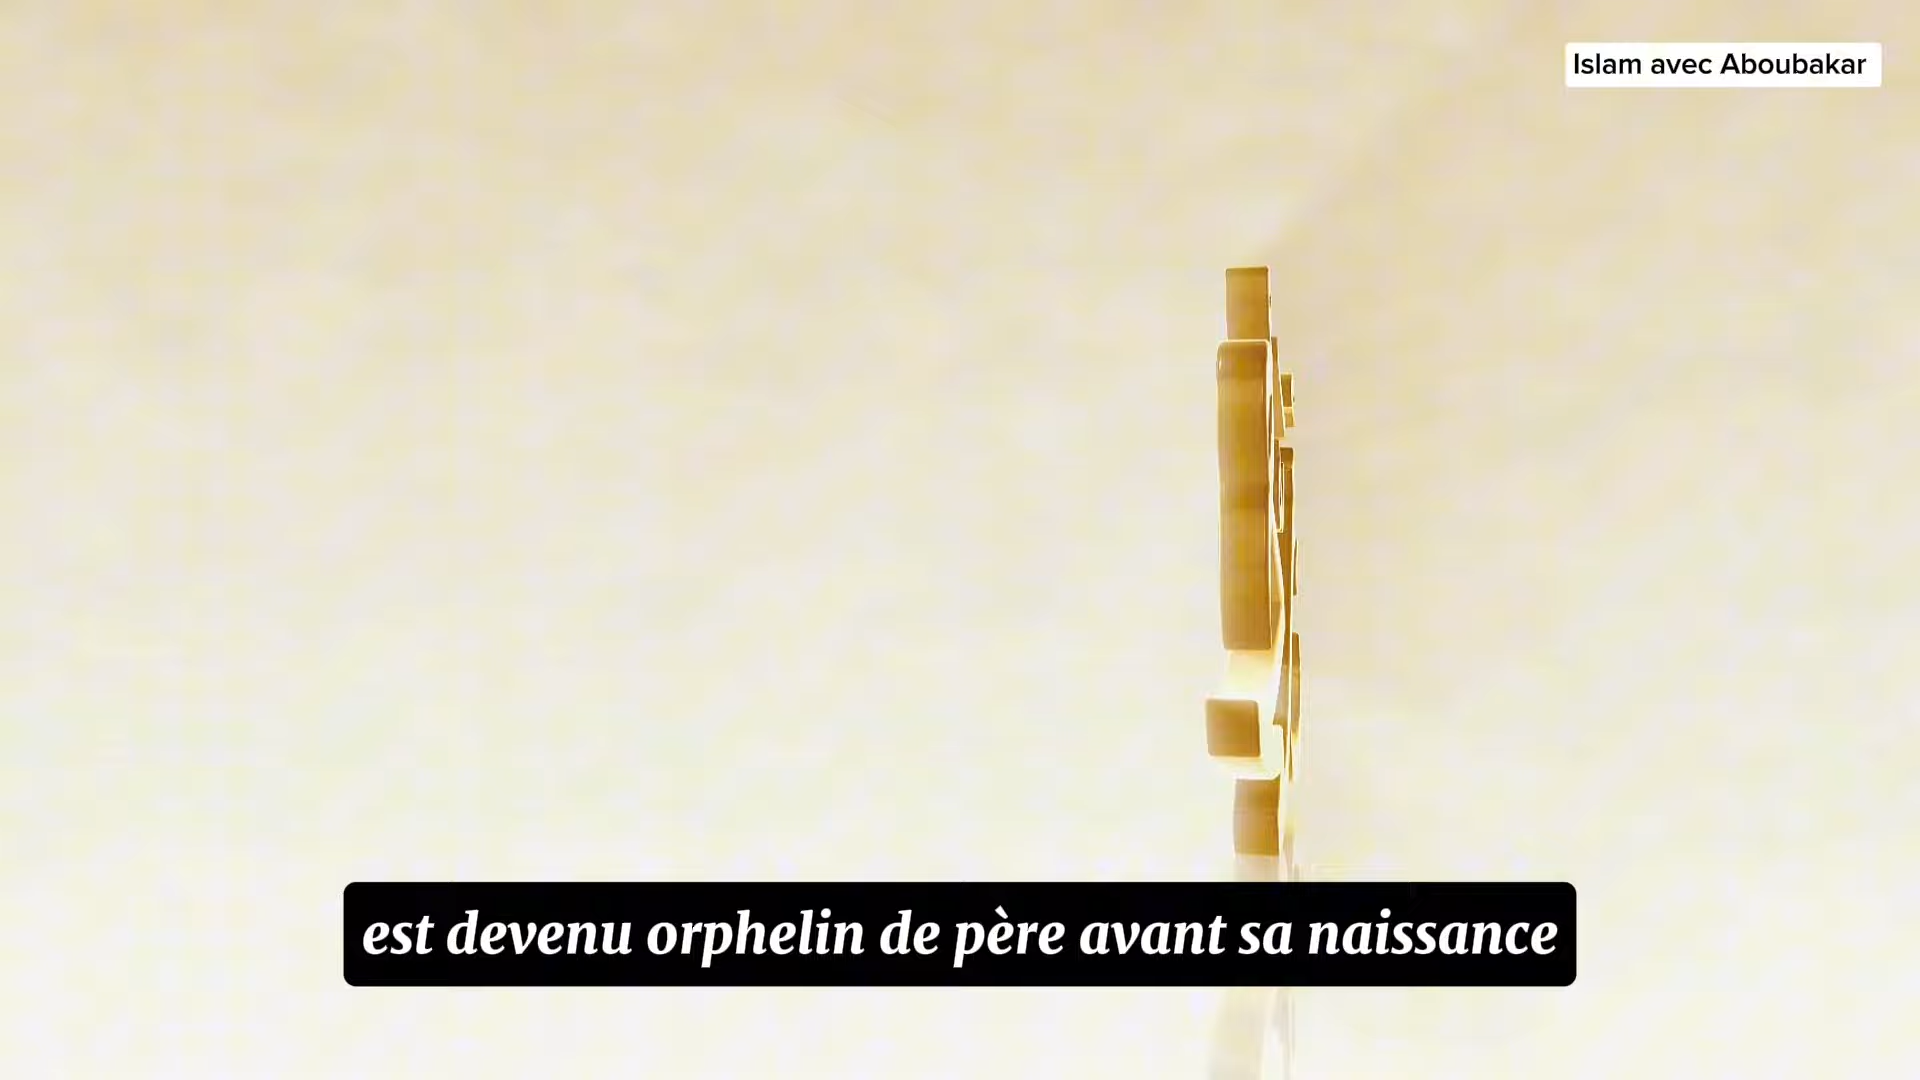 Islam avec Aboubakar
est devenu orphelin de père avant sa naissance